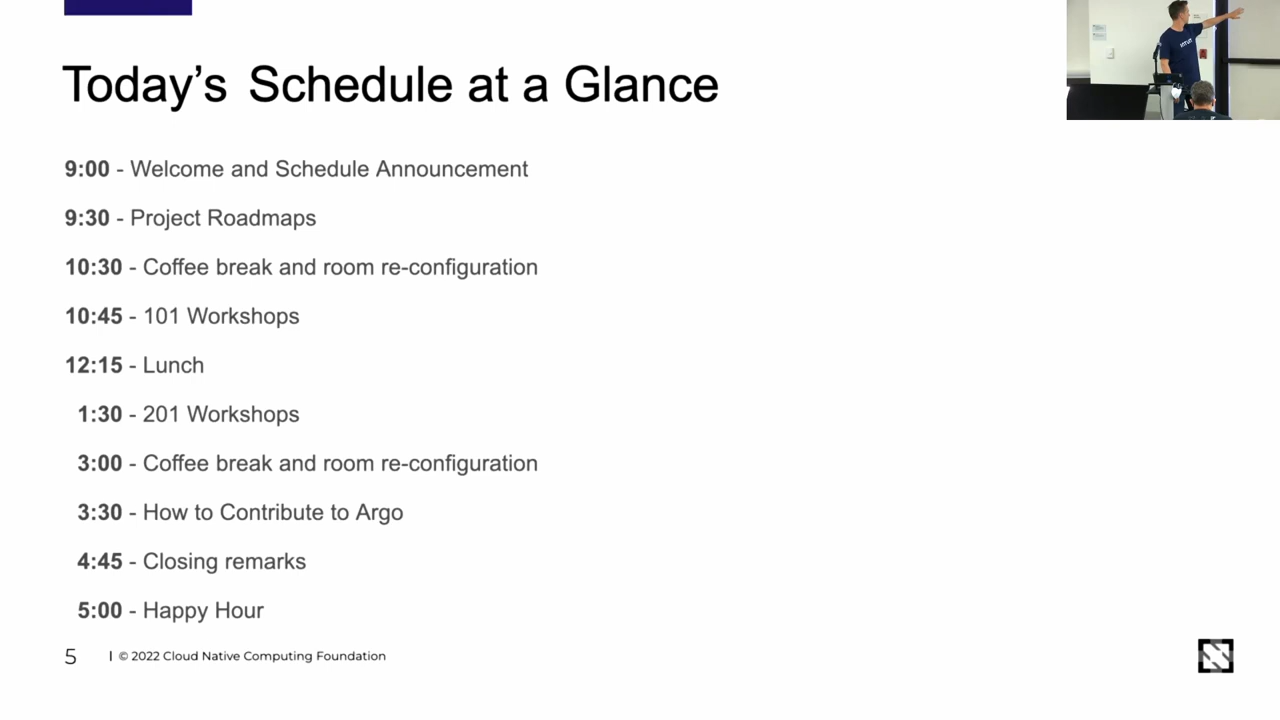 Today's Schedule at a Glance
9:00 - Welcome and Schedule Announcement
9:30 - Project Roadmaps
10:30 - Coffee break and room re-configuration
10:45 - 101 Workshops
12:15 - Lunch
1:30 - 201 Workshops
3:00 - Coffee break and room re-configuration
3:30 - How to Contribute to Argo
4:45 - Closing remarks
5:00 - Happy Hour
5 | © 2022 Cloud Native Computing Foundation